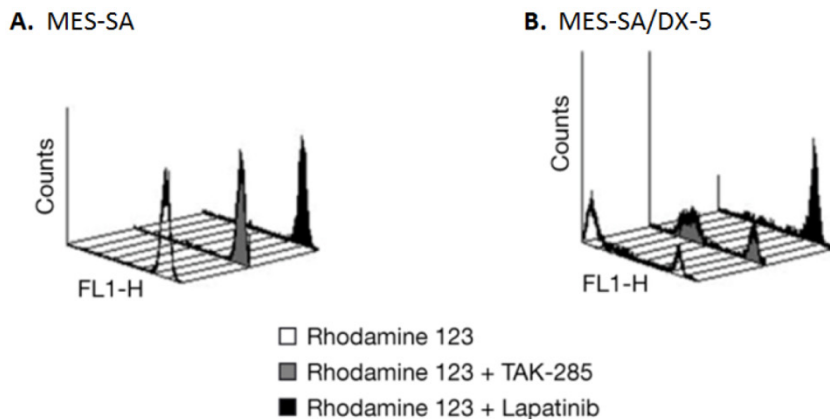 A. MES-SA
B. MES-SA/DX-5
Counts
FL1-H
Counts
FL1-H
Rhodamine 123
Rhodamine 123 + TAK-285
Rhodamine 123 + Lapatinib